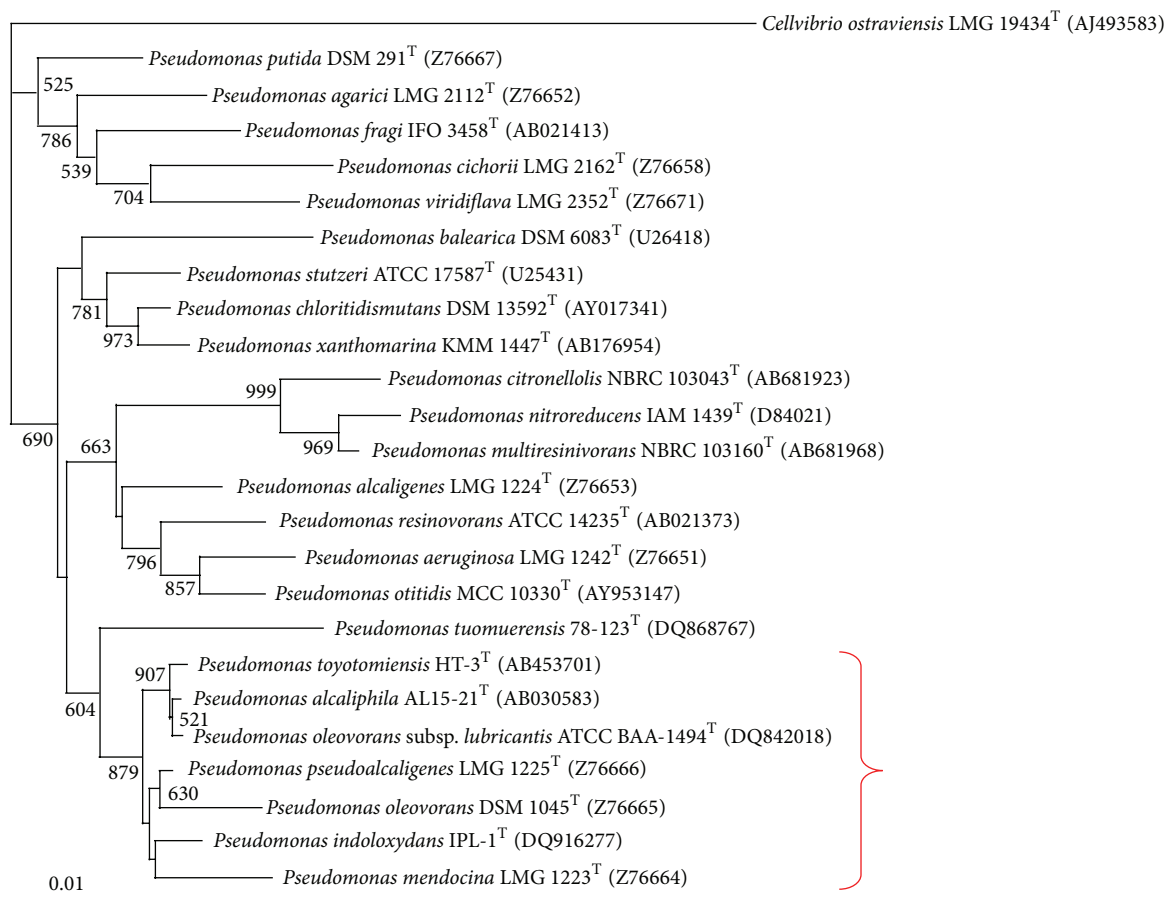 Cellvibrio ostraviensis LMG 19434T (AJ493583)
Pseudomonas putida DSM 291T (Z76667)
525
Pseudomonas agarici LMG 2112T (Z76652)
786
Pseudomonas fragi IFO 3458T (AB021413)
539
Pseudomonas cichorii LMG 2162T (Z76658)
704
Pseudomonas viridiflava LMG 2352T (Z76671)
Pseudomonas balearica DSM 6083T (U26418)
Pseudomonas stutzeri ATCC 17587T (U25431)
781
Pseudomonas chloritidismutans DSM 13592T (AY017341)
973
Pseudomonas xanthomarina KMM 1447T (AB176954)
Pseudomonas citronellolis NBRC 103043T (AB681923)
999
Pseudomonas nitroreducens IAM 1439T (D84021)
690
663
969
Pseudomonas multiresinivorans NBRC 103160T (AB681968)
Pseudomonas alcaligenes LMG 1224T (Z76653)
Pseudomonas resinovorans ATCC 14235T (AB021373)
796
Pseudomonas aeruginosa LMG 1242T (Z76651)
857
Pseudomonas otitidis MCC 10330T (AY953147)
Pseudomonas tuomuerensis 78-123T (DQ868767)
Pseudomonas toyotomiensis HT-3T (AB453701)
907
Pseudomonas alcaliphila AL15-21T (AB030583)
604
521
Pseudomonas oleovorans subsp. lubricantis ATCC BAA-1494T (DQ842018)
879
Pseudomonas pseudoalcaligenes LMG 1225T (Z76666)
630
Pseudomonas oleovorans DSM 1045T (Z76665)
Pseudomonas indoloxydans IPL-1T (DQ916277)
Pseudomonas mendocina LMG 1223T (Z76664)
0.01